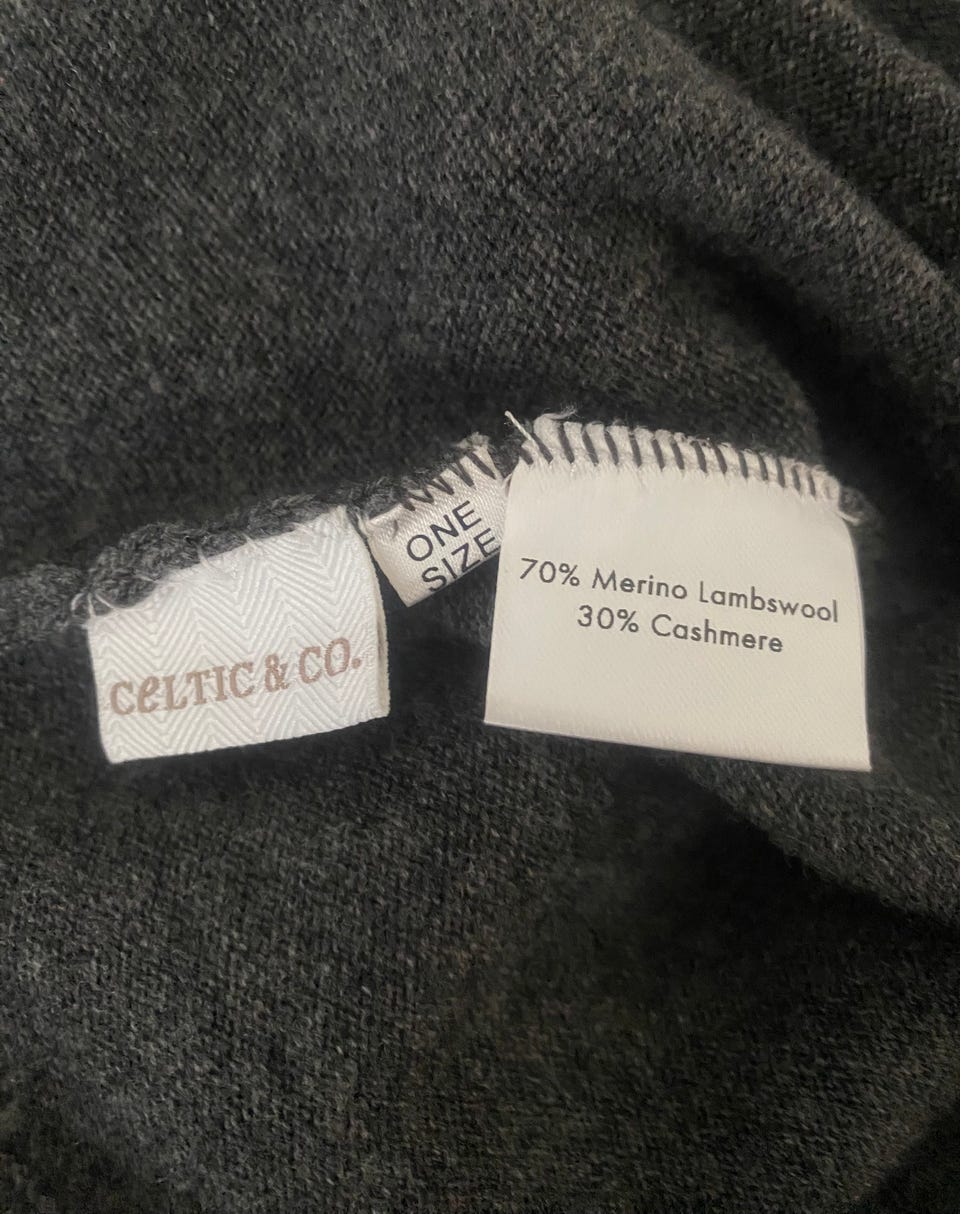 CELTIC & CO.
ONE
SIZE
70% Merino Lambswool
30% Cashmere